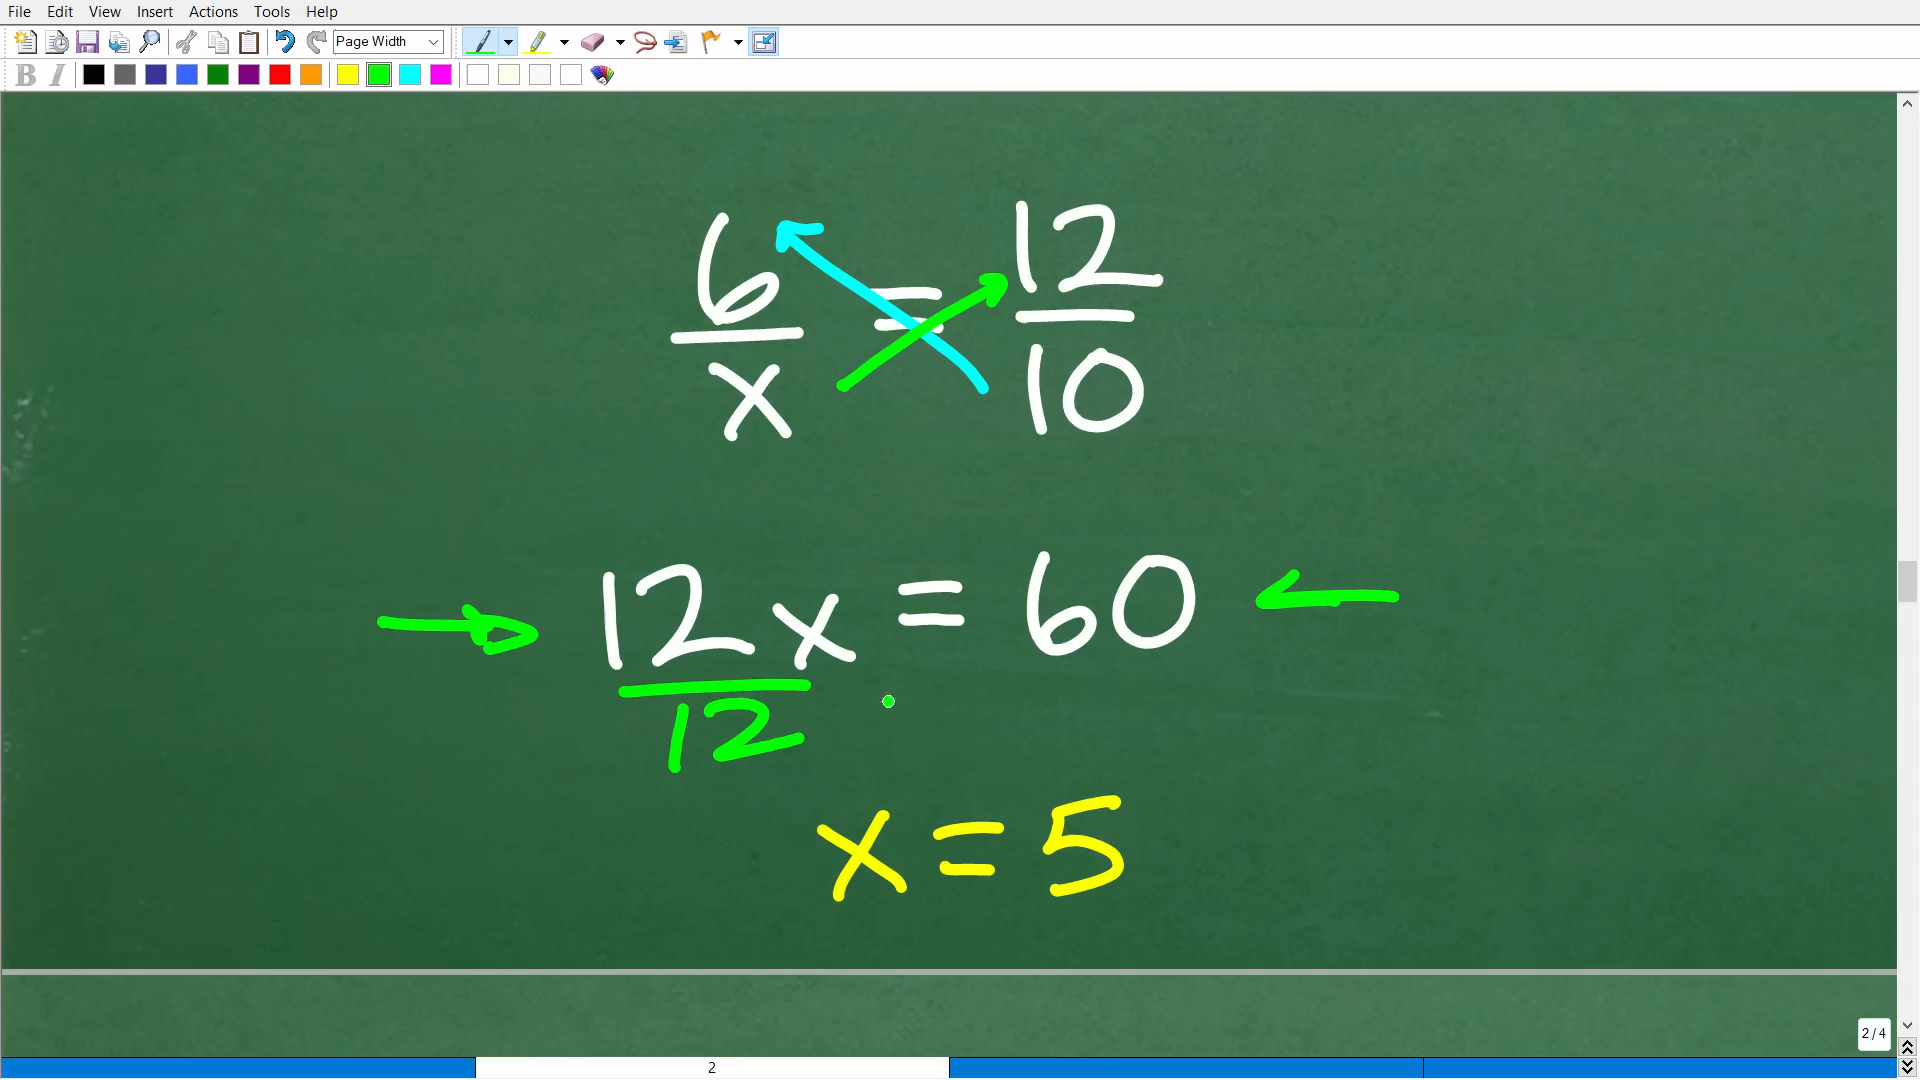 File Edit View Insert Actions Tools Help
Page Width
B I
6/x = 12/10
12x = 60
12
x = 5
2 / 4
2